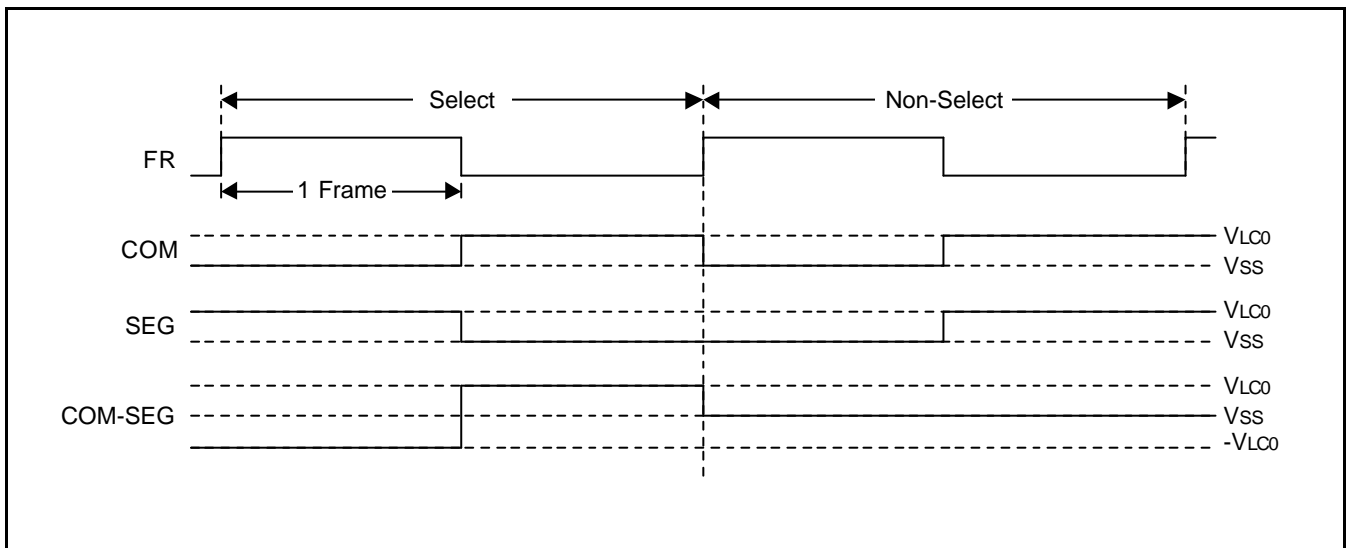 Select
Non-Select
FR
1 Frame
COM
VLC0
VSS
SEG
VLC0
VSS
COM-SEG
VLC0
VSS
-VLC0